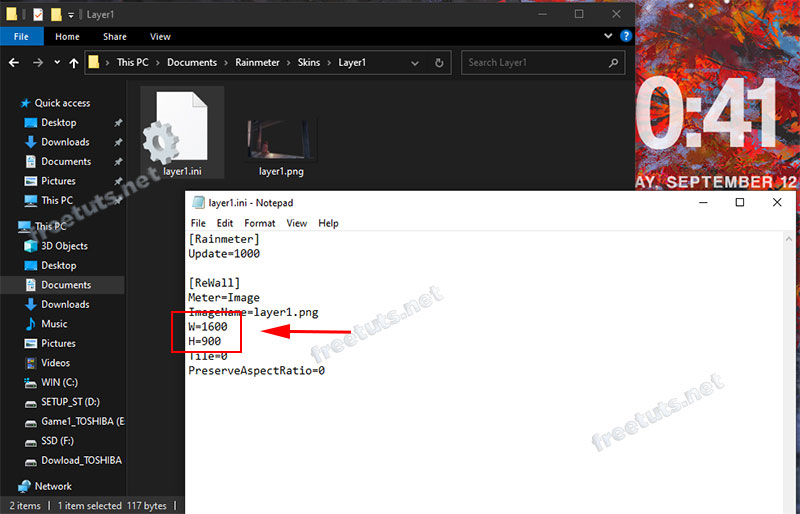 Layer1
File Home Share View
This PC Documents Rainmeter Skins Layer1
Search Layer1
Quick access
Desktop
Downloads
Documents
Pictures
This PC
This PC
3D Objects
Desktop
Documents
Downloads
Music
Pictures
Videos
WIN (C:)
SETUP_ST (D:)
Game1_TOSHIBA (E
SSD (F:)
Dowload_TOSHIBA
Network
2 items 1 item selected 117 bytes
layer1.ini
layer1.png
0:41
AY, SEPTEMBER 12
layer1.ini - Notepad
File Edit Format View Help
[Rainmeter]
Update=1000
[ReWall]
Meter=Image
ImageName=layer1.png
W=1600
H=900
Tile=0
PreserveAspectRatio=0
freetuts.net
freetuts.net
freetuts.net